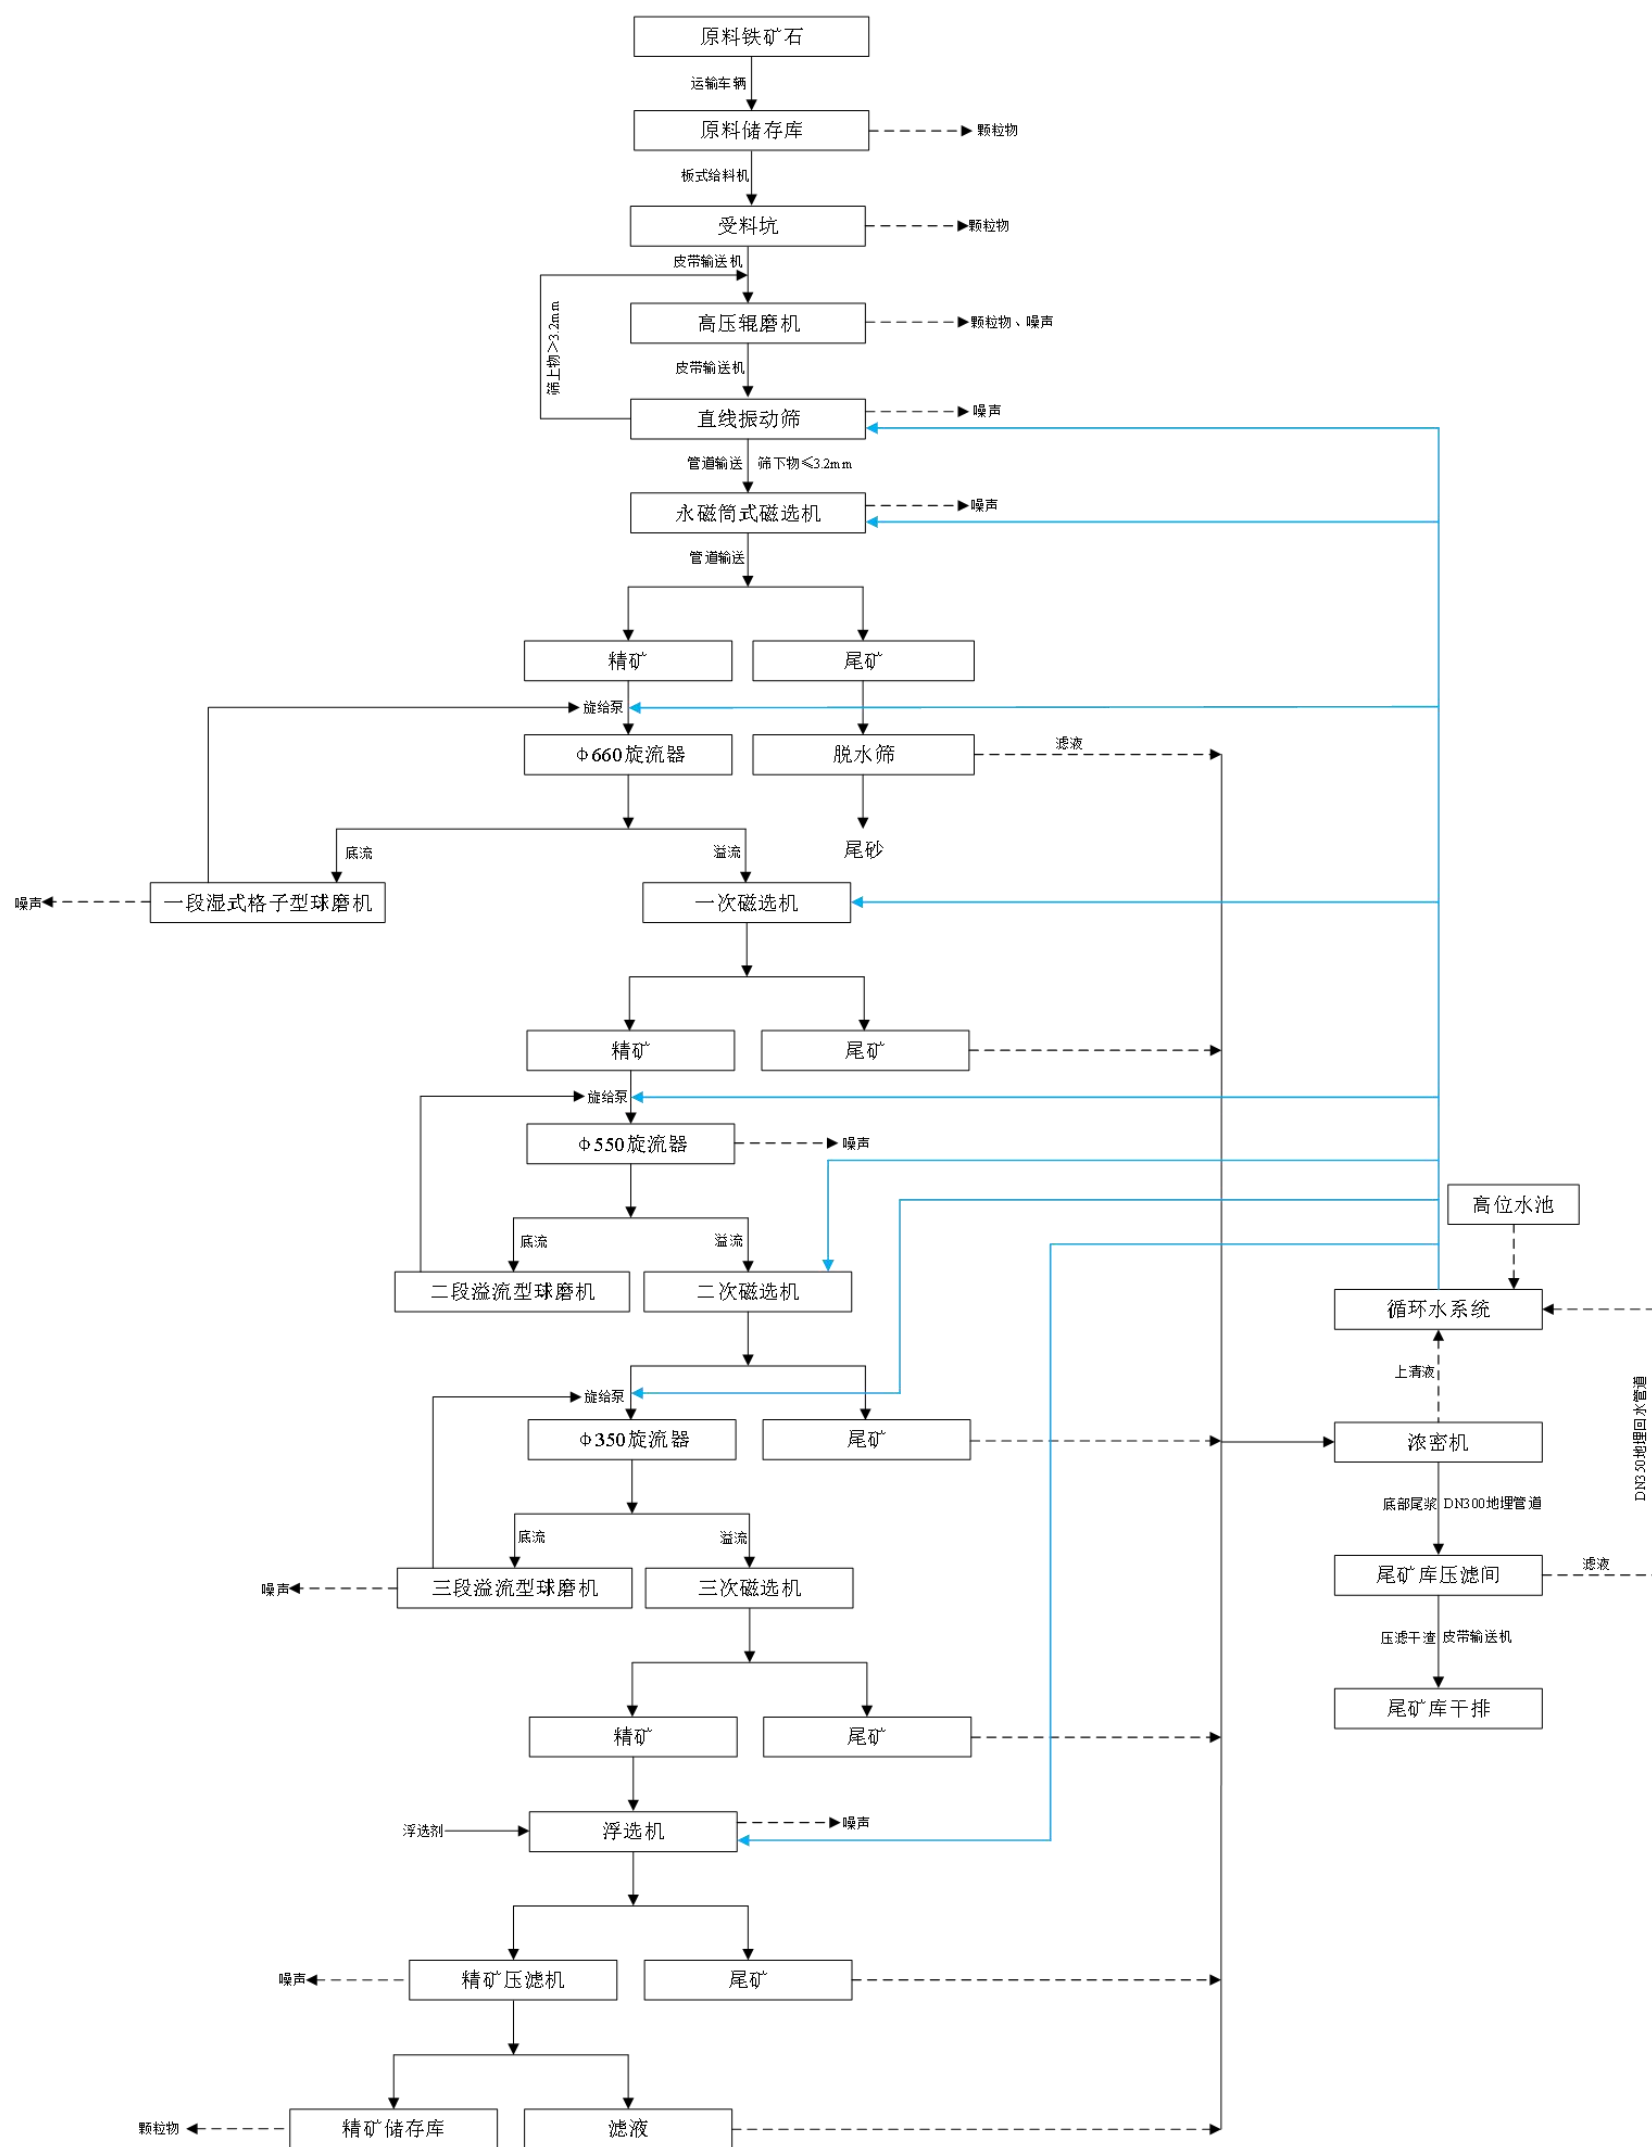 原料铁矿石
运输车辆
原料储存库
颗粒物
板式给料机
受料坑
颗粒物
皮带输送机
筛上物＞3.2mm
高压辊磨机
颗粒物、噪声
皮带输送机
直线振动筛
噪声
管道输送
筛下物≤3.2mm
永磁筒式磁选机
噪声
管道输送
精矿
尾矿
旋给泵
Φ660旋流器
脱水筛
滤液
底流
溢流
尾砂
噪声
一段湿式格子型球磨机
一次磁选机
精矿
尾矿
旋给泵
Φ550旋流器
噪声
底流
溢流
高位水池
二段溢流型球磨机
二次磁选机
循环水系统
上清液
DN350地埋回水管道
旋给泵
Φ350旋流器
尾矿
浓密机
底部尾浆
DN300地埋管道
底流
溢流
噪声
三段溢流型球磨机
三次磁选机
尾矿库压滤间
滤液
压滤干渣
皮带输送机
精矿
尾矿
尾矿库干排
浮选剂
浮选机
噪声
噪声
精矿压滤机
尾矿
颗粒物
精矿储存库
滤液